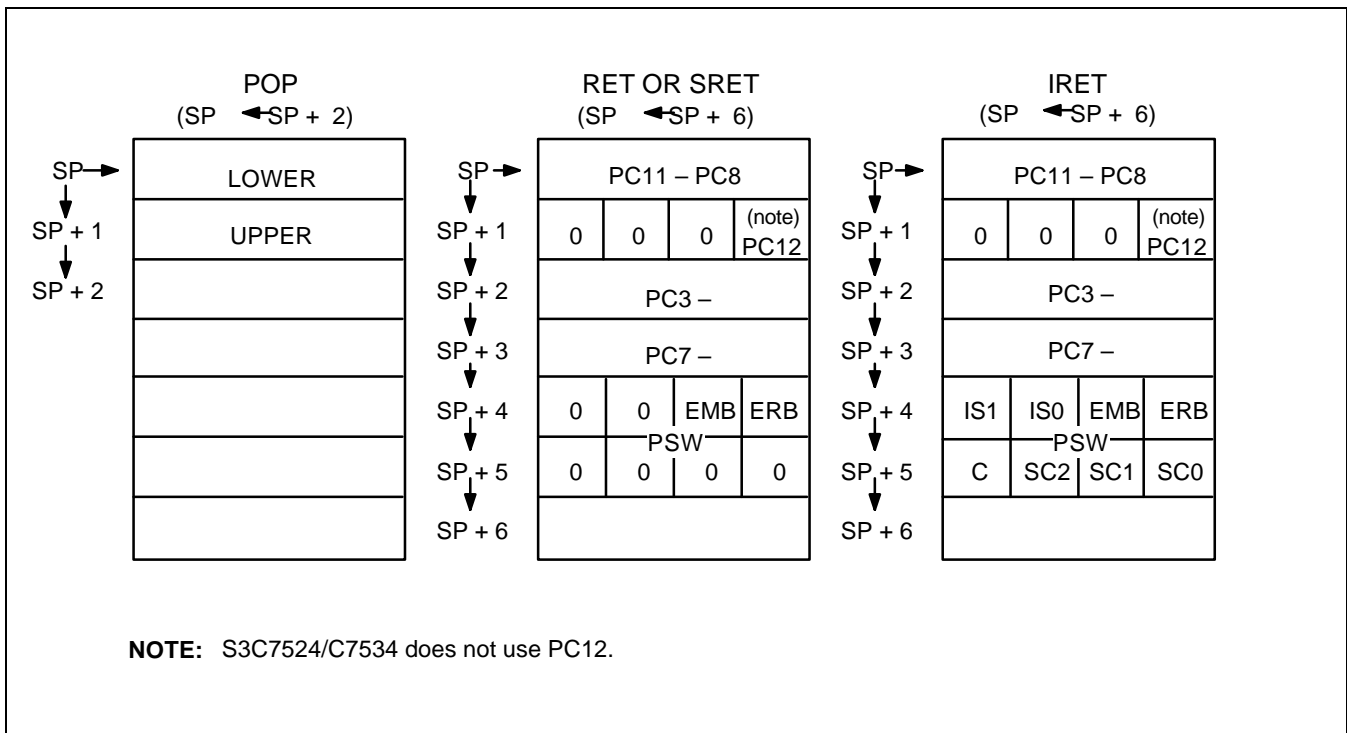 POP
(SP SP + 2)
SP
SP + 1
SP + 2
LOWER
UPPER
RET OR SRET
(SP SP + 6)
SP
SP + 1
SP + 2
SP + 3
SP + 4
SP + 5
SP + 6
PC11 – PC8
0 0 0 (note) PC12
PC3 –
PC7 –
0 0 EMB ERB
PSW
0 0 0 0
IRET
(SP SP + 6)
SP
SP + 1
SP + 2
SP + 3
SP + 4
SP + 5
SP + 6
PC11 – PC8
0 0 0 (note) PC12
PC3 –
PC7 –
IS1 IS0 EMB ERB
PSW
C SC2 SC1 SC0
NOTE: S3C7524/C7534 does not use PC12.